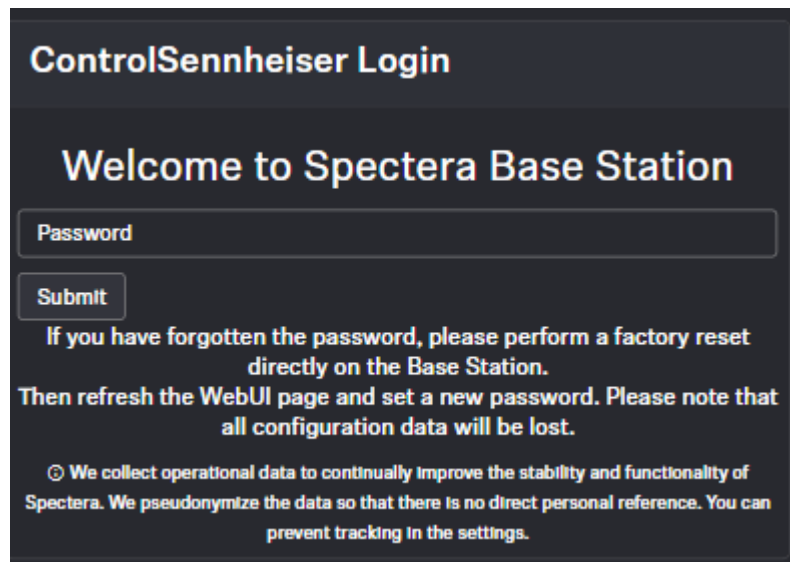 ControlSennheiser Login
Welcome to Spectera Base Station
Password
Submit
If you have forgotten the password, please perform a factory reset
directly on the Base Station.
Then refresh the WebUI page and set a new password. Please note that
all configuration data will be lost.
ⓘ We collect operational data to continually improve the stability and functionality of
Spectera. We pseudonymize the data so that there is no direct personal reference. You can
prevent tracking in the settings.